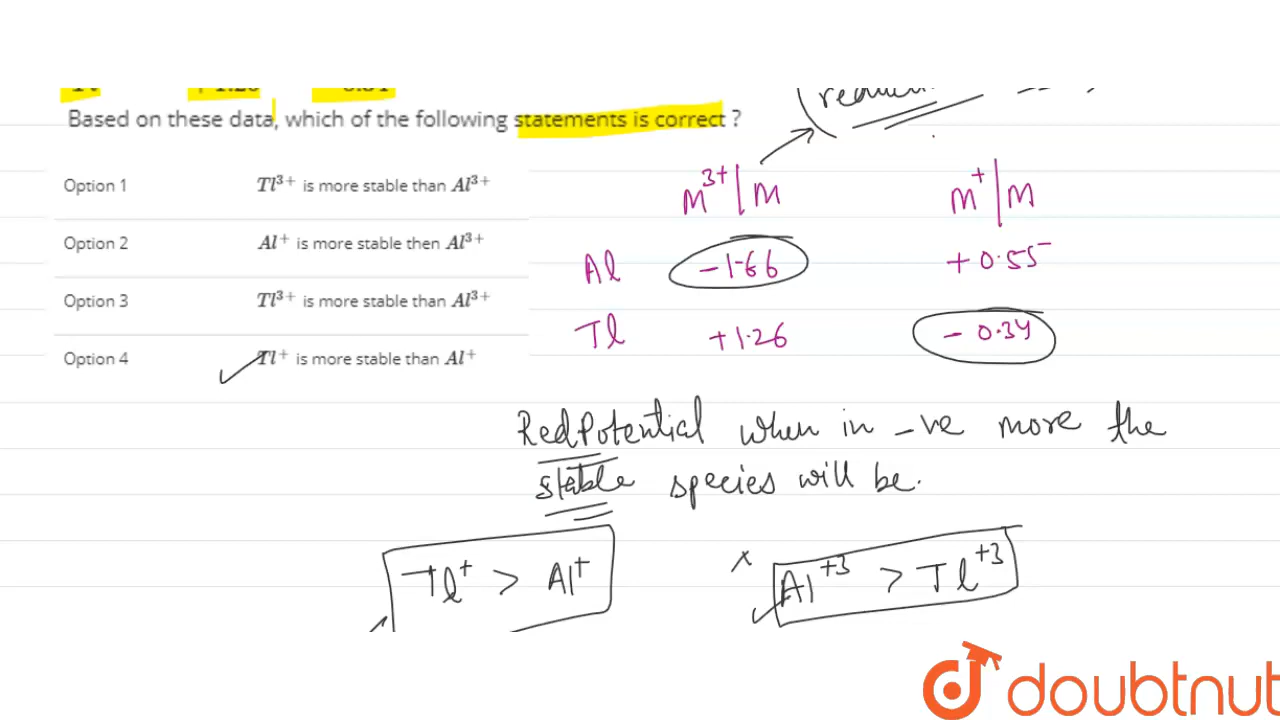 Based on these data, which of the following statements is correct ?
Option 1 Tl³⁺ is more stable than Al³⁺
Option 2 Al⁺ is more stable then Al³⁺
Option 3 Tl³⁺ is more stable than Al³⁺
Option 4 Tl⁺ is more stable than Al⁺
M³⁺|M M⁺|M
Al -1.66 +0.55
Tl +1.26 -0.34
Red Potential when in -ve more the
stable species will be.
Tl⁺ > Al⁺
× Al⁺³ > Tl⁺³
doubtnut